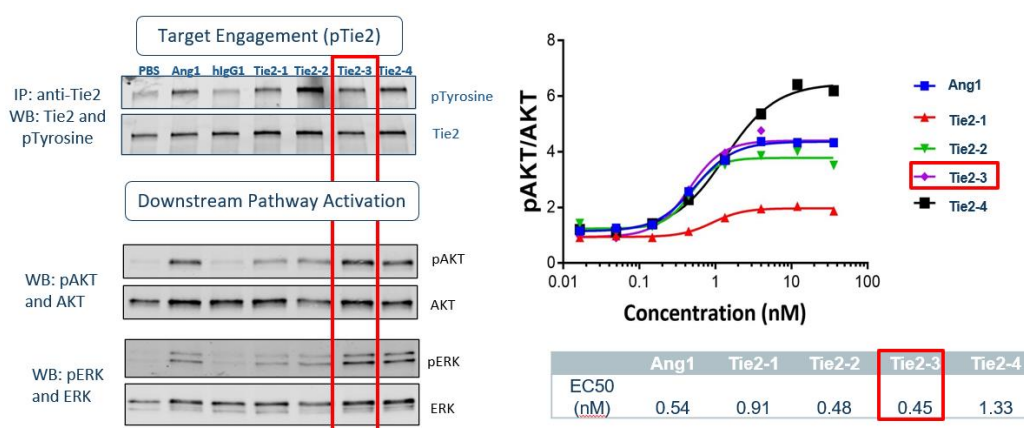 Target Engagement (pTie2)
PBS Ang1 hIgG1 Tie2-1 Tie2-2 Tie2-3 Tie2-4
IP: anti-Tie2
WB: Tie2 and
pTyrosine
pTyrosine
Tie2
Downstream Pathway Activation
WB: pAKT
and AKT
pAKT
AKT
WB: pERK
and ERK
pERK
ERK
pAKT/AKT
8
6
4
2
0
0.01 0.1 1 10 100
Concentration (nM)
Ang1
Tie2-1
Tie2-2
Tie2-3
Tie2-4
Ang1 Tie2-1 Tie2-2 Tie2-3 Tie2-4
EC50
(nM) 0.54 0.91 0.48 0.45 1.33